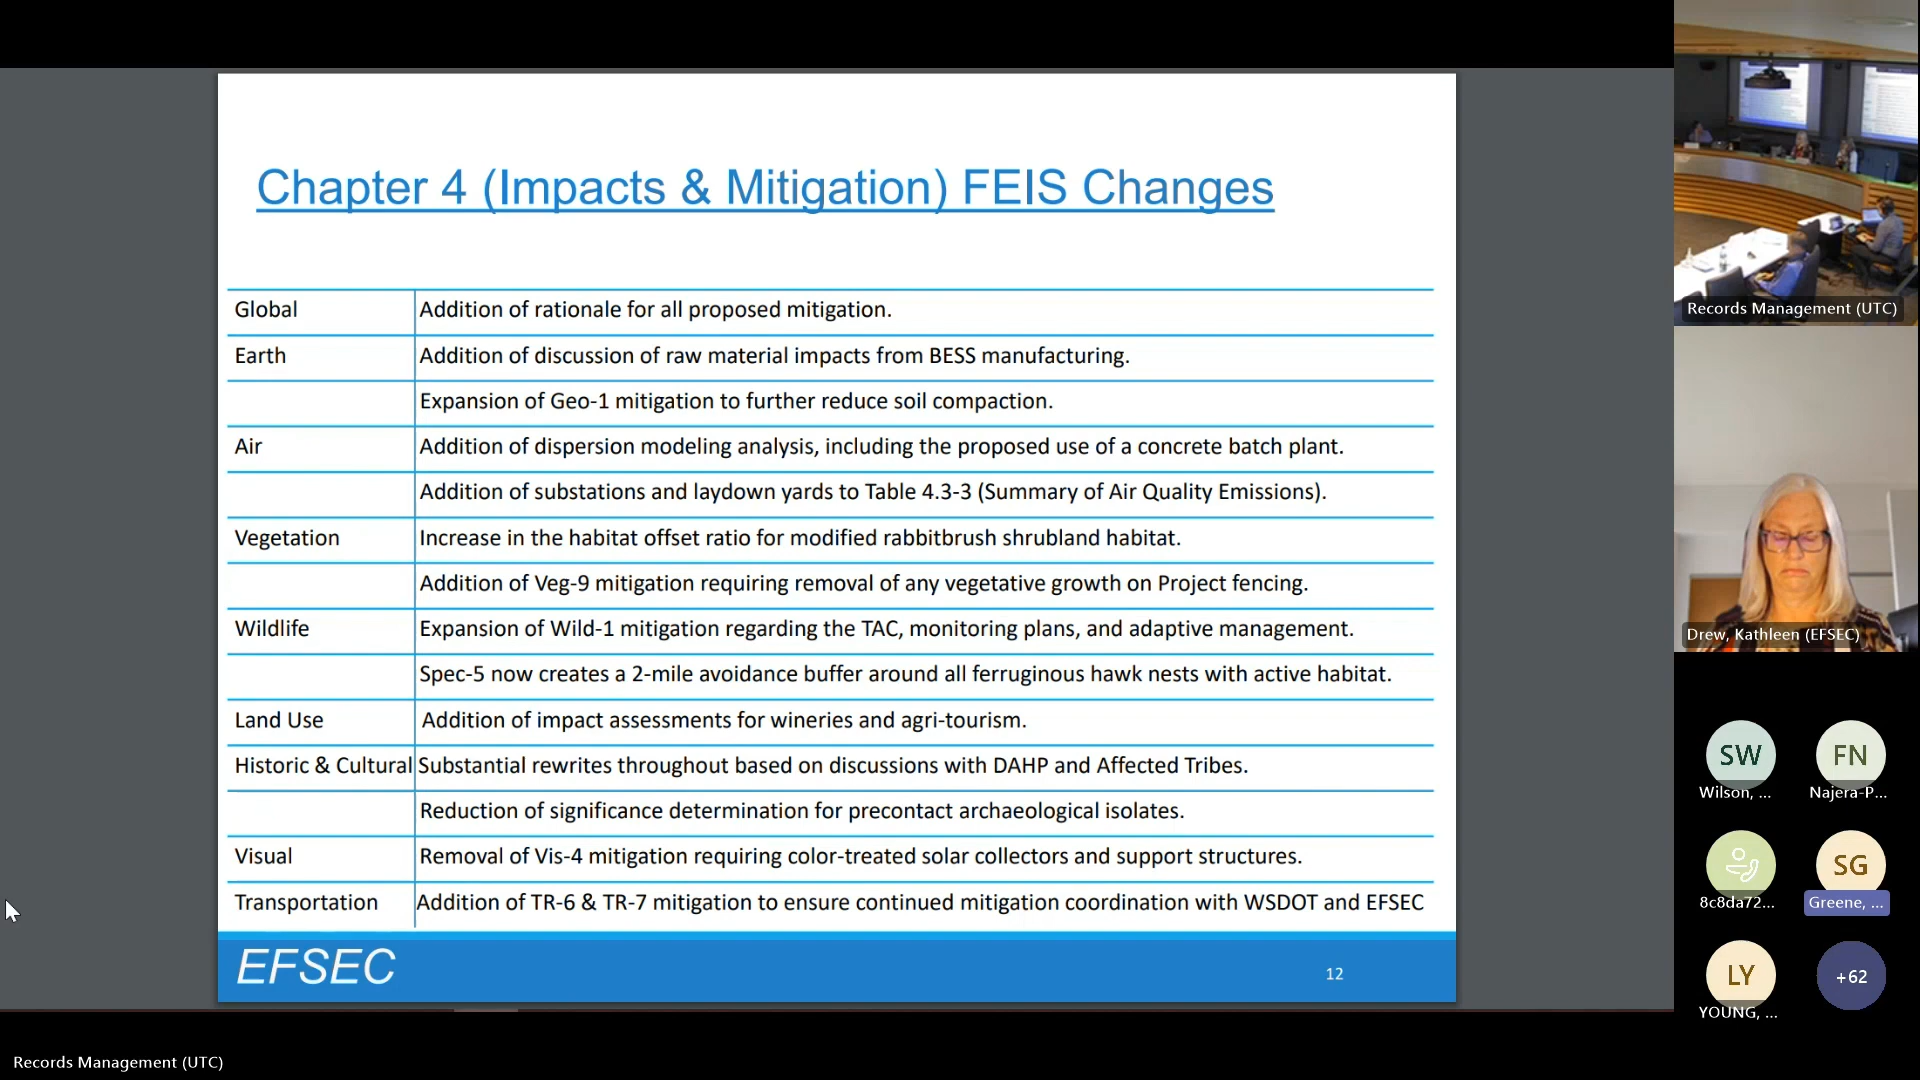 Chapter 4 (Impacts & Mitigation) FEIS Changes
Global Addition of rationale for all proposed mitigation.
Earth Addition of discussion of raw material impacts from BESS manufacturing.
Expansion of Geo-1 mitigation to further reduce soil compaction.
Air Addition of dispersion modeling analysis, including the proposed use of a concrete batch plant.
Addition of substations and laydown yards to Table 4.3-3 (Summary of Air Quality Emissions).
Vegetation Increase in the habitat offset ratio for modified rabbitbrush shrubland habitat.
Addition of Veg-9 mitigation requiring removal of any vegetative growth on Project fencing.
Wildlife Expansion of Wild-1 mitigation regarding the TAC, monitoring plans, and adaptive management.
Spec-5 now creates a 2-mile avoidance buffer around all ferruginous hawk nests with active habitat.
Land Use Addition of impact assessments for wineries and agri-tourism.
Historic & Cultural Substantial rewrites throughout based on discussions with DAHP and Affected Tribes.
Reduction of significance determination for precontact archaeological isolates.
Visual Removal of Vis-4 mitigation requiring color-treated solar collectors and support structures.
Transportation Addition of TR-6 & TR-7 mitigation to ensure continued mitigation coordination with WSDOT and EFSEC
EFSEC
12
Records Management (UTC)
Drew, Kathleen (EFSEC)
SW FN
Wilson, ... Najera-P...
SG
8c8da72... Greene, ...
LY +62
YOUNG, ...
Records Management (UTC)